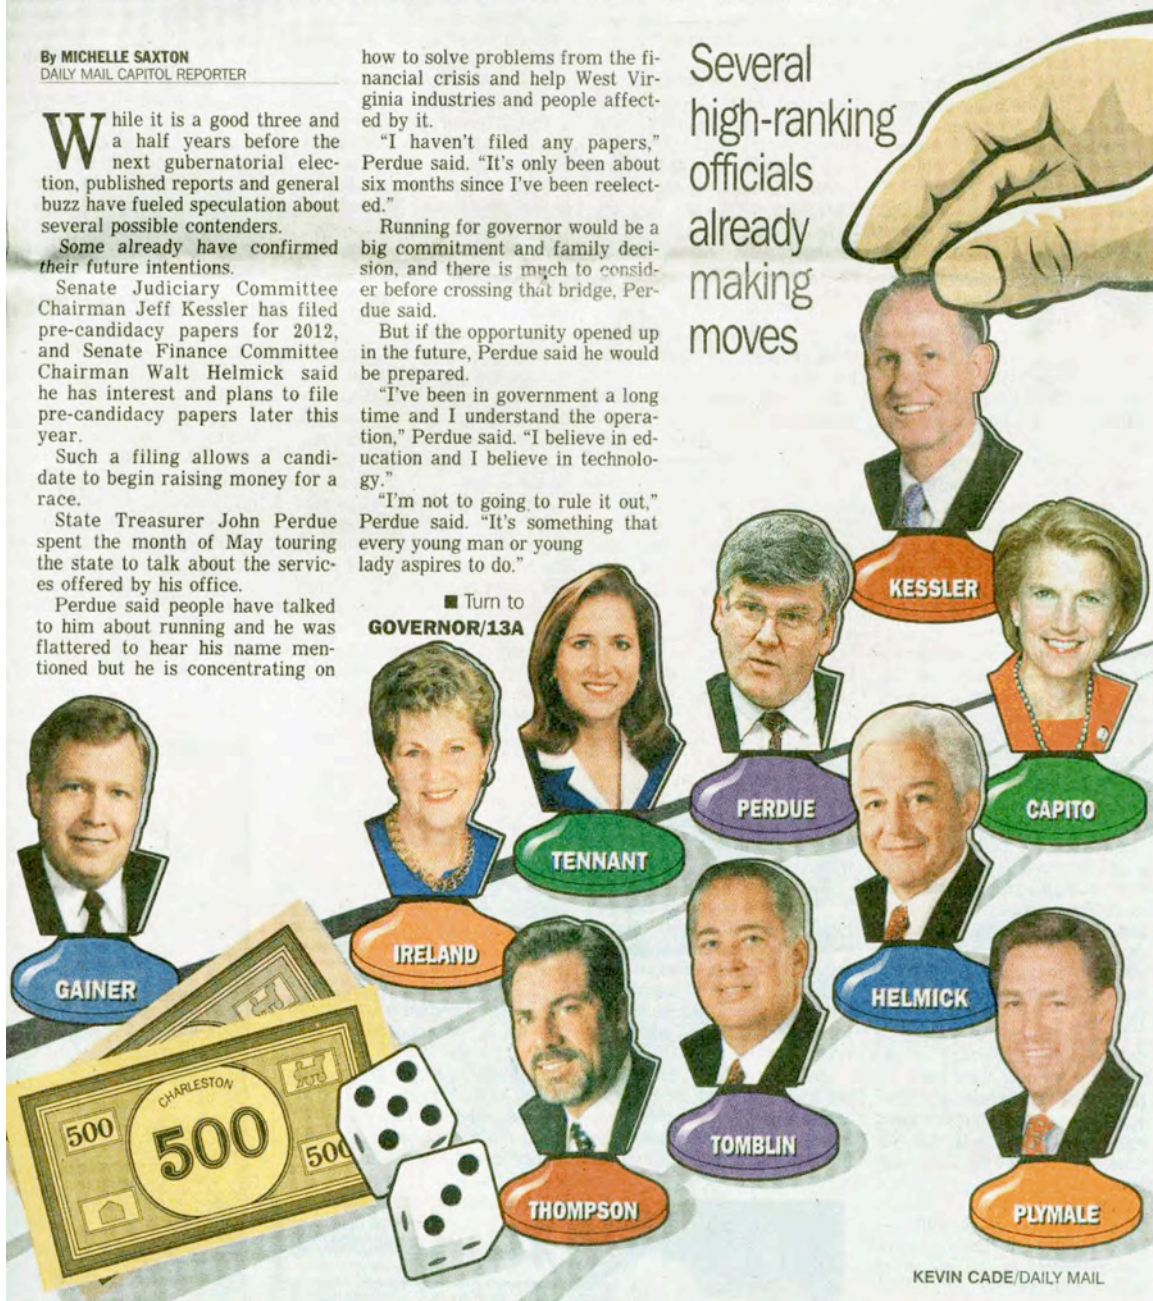 By MICHELLE SAXTON
DAILY MAIL CAPITOL REPORTER
While it is a good three and
a half years before the
next gubernatorial elec-
tion, published reports and general
buzz have fueled speculation about
several possible contenders.
Some already have confirmed
their future intentions.
Senate Judiciary Committee
Chairman Jeff Kessler has filed
pre-candidacy papers for 2012,
and Senate Finance Committee
Chairman Walt Helmick said
he has interest and plans to file
pre-candidacy papers later this
year.
Such a filing allows a candi-
date to begin raising money for a
race.
State Treasurer John Perdue
spent the month of May touring
the state to talk about the servic-
es offered by his office.
Perdue said people have talked
to him about running and he was
flattered to hear his name men-
tioned but he is concentrating on
how to solve problems from the fi-
nancial crisis and help West Vir-
ginia industries and people affect-
ed by it.
"I haven't filed any papers,"
Perdue said. "It's only been about
six months since I've been reelect-
ed."
Running for governor would be a
big commitment and family deci-
sion, and there is much to consid-
er before crossing that bridge, Per-
due said.
But if the opportunity opened up
in the future, Perdue said he would
be prepared.
"I've been in government a long
time and I understand the opera-
tion," Perdue said. "I believe in ed-
ucation and I believe in technolo-
gy."
"I'm not to going to rule it out,"
Perdue said. "It's something that
every young man or young
lady aspires to do."
■ Turn to
GOVERNOR/13A
Several
high-ranking
officials
already
making
moves
KESSLER
PERDUE
CAPITO
TENNANT
IRELAND
GAINER
HELMICK
TOMBLIN
THOMPSON
PLYMALE
CHARLESTON
500
500
500
KEVIN CADE/DAILY MAIL